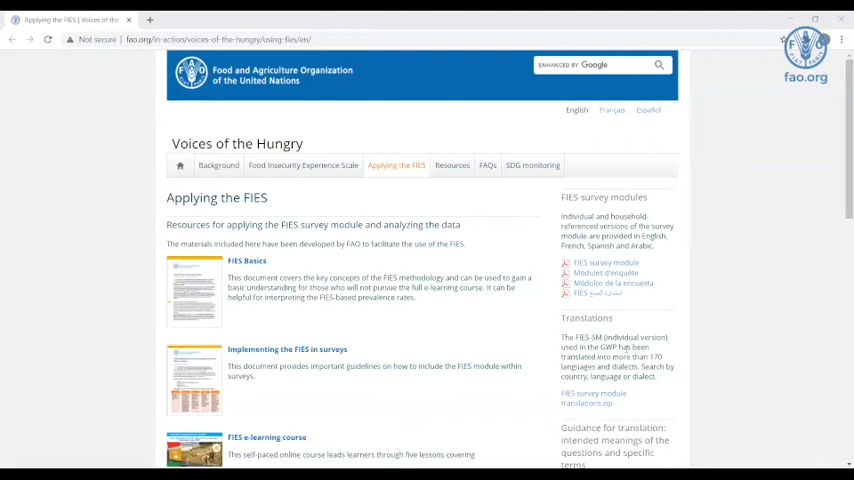 Applying the FIES | Voices of the
Not secure | fao.org/in-action/voices-of-the-hungry/using-fies/en/
fao.org
Food and Agriculture Organization
of the United Nations
ENHANCED BY Google
English Français Español
Voices of the Hungry
Background Food Insecurity Experience Scale Applying the FIES Resources FAQs SDG monitoring
Applying the FIES
Resources for applying the FIES survey module and analyzing the data
The materials included here have been developed by FAO to facilitate the use of the FIES.
FIES Basics
This document covers the key concepts of the FIES methodology and can be used to gain a
basic understanding for those who will not pursue the full e-learning course. It can be
helpful for interpreting the FIES-based prevalence rates.
Implementing the FIES in surveys
This document provides important guidelines on how to include the FIES module within
surveys.
FIES e-learning course
This self-paced online course leads learners through five lessons covering
FIES survey modules
Individual and household-
referenced versions of the survey
module are provided in English,
French, Spanish and Arabic.
FIES survey module
Modules d'enquête
Módulos de la encuesta
FIES استمارة المسح
Translations
The FIES-SM (individual version)
used in the GWP has been
translated into more than 170
languages and dialects. Search by
country, language or dialect.
FIES survey module
translations.zip
Guidance for translation:
intended meanings of the
questions and specific
terms